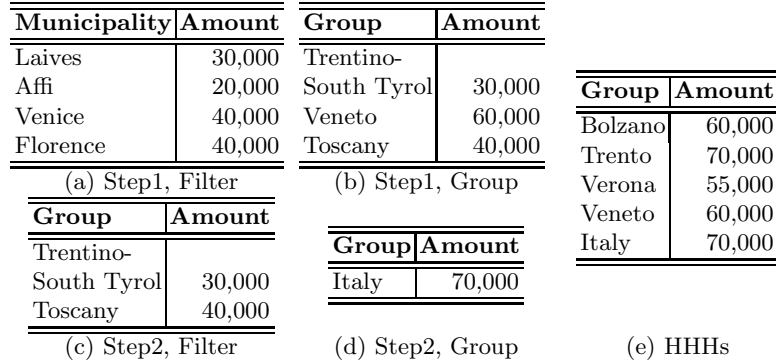 Municipality Amount
Laives 30,000
Affi 20,000
Venice 40,000
Florence 40,000
(a) Step1, Filter
Group Amount
Trentino-
South Tyrol 30,000
Veneto 60,000
Toscany 40,000
(b) Step1, Group
Group Amount
Trentino-
South Tyrol 30,000
Toscany 40,000
(c) Step2, Filter
Group Amount
Italy 70,000
(d) Step2, Group
Group Amount
Bolzano 60,000
Trento 70,000
Verona 55,000
Veneto 60,000
Italy 70,000
(e) HHHs